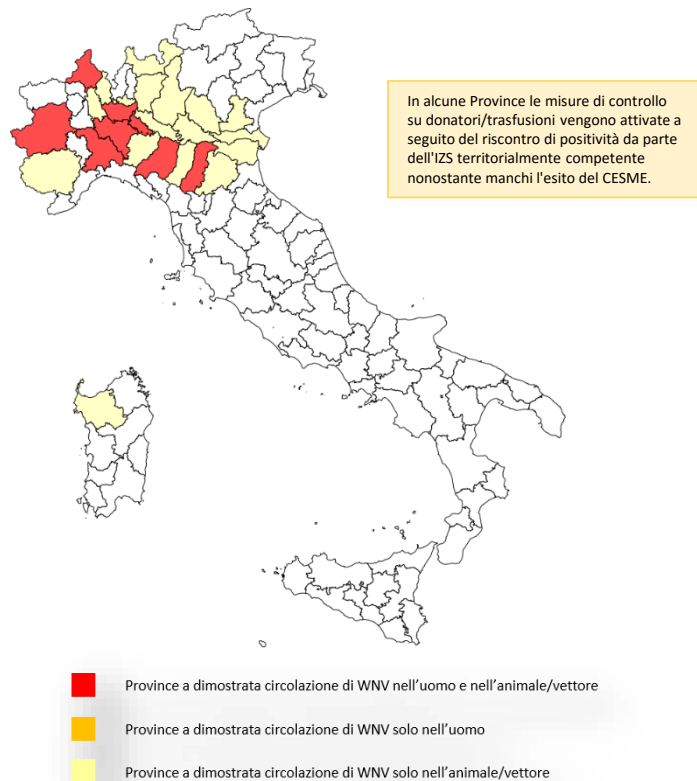 In alcune Province le misure di controllo
su donatori/trasfusioni vengono attivate a
seguito del riscontro di positività da parte
dell'IZS territorialmente competente
nonostante manchi l'esito del CESME.
Province a dimostrata circolazione di WNV nell’uomo e nell’animale/vettore
Province a dimostrata circolazione di WNV solo nell’uomo
Province a dimostrata circolazione di WNV solo nell’animale/vettore